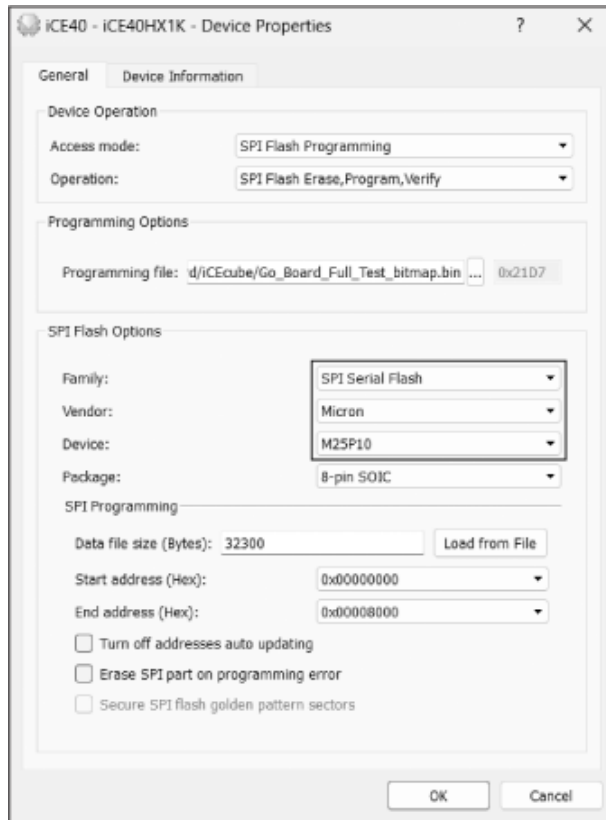 iCE40 - iCE40HX1K - Device Properties ? ✕
General Device Information
Device Operation
Access mode: SPI Flash Programming
Operation: SPI Flash Erase,Program,Verify
Programming Options
Programming file: d/iCEcube/Go_Board_Full_Test_bitmap.bin ... 0x21D7
SPI Flash Options
Family: SPI Serial Flash
Vendor: Micron
Device: M25P10
Package: 8-pin SOIC
SPI Programming
Data file size (Bytes): 32300 Load from File
Start address (Hex): 0x00000000
End address (Hex): 0x00008000
Turn off addresses auto updating
Erase SPI part on programming error
Secure SPI flash golden pattern sectors
OK Cancel